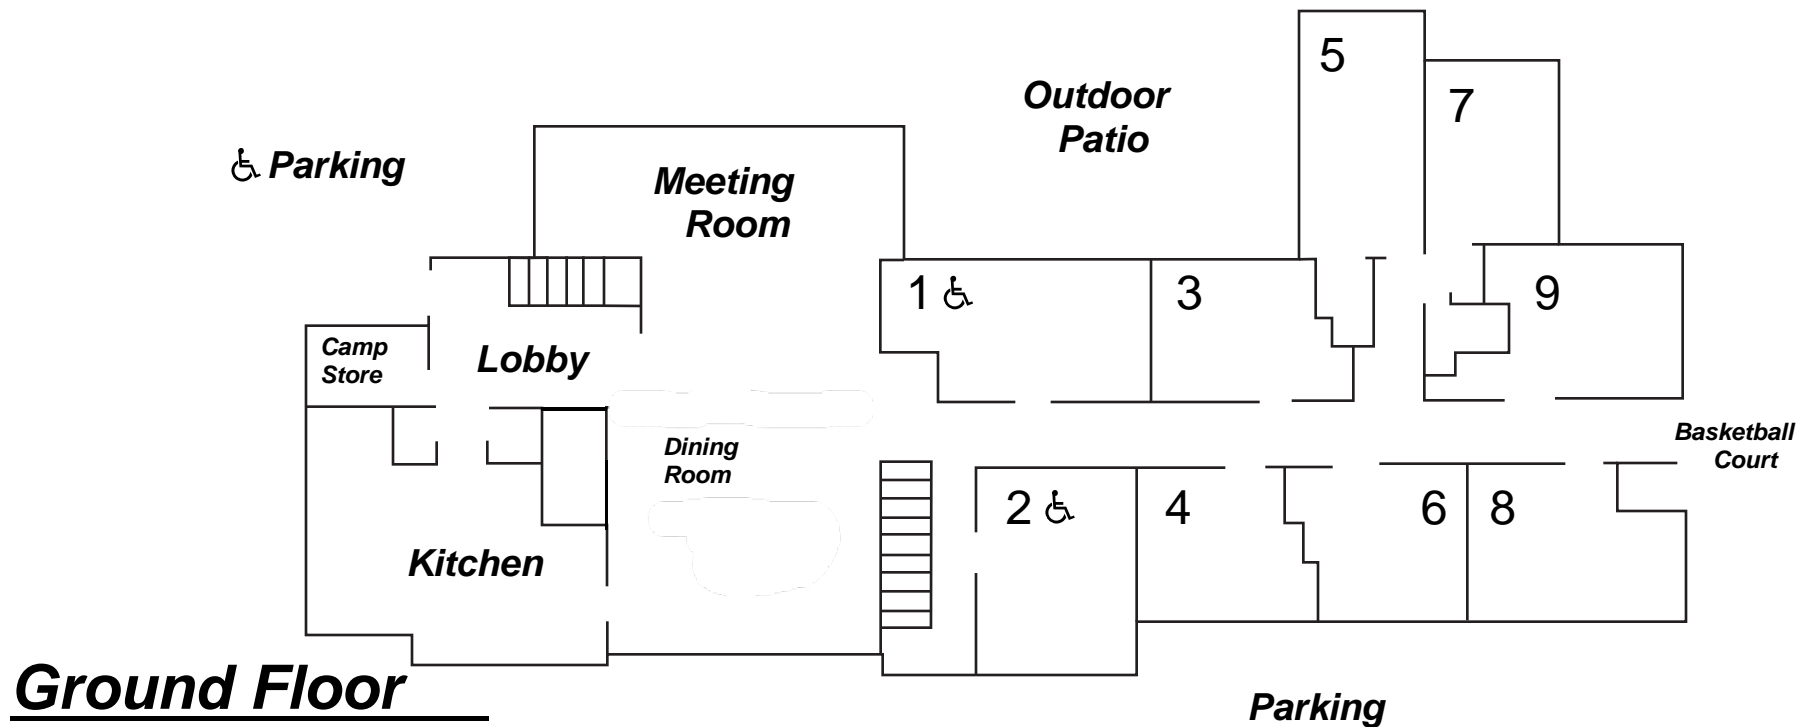 5
7
Outdoor
Patio
♿ Parking
Meeting
Room
1 ♿
3
9
Camp
Store
Lobby
Dining
Room
Basketball
Court
2 ♿
4
6
8
Kitchen
Ground Floor
Parking